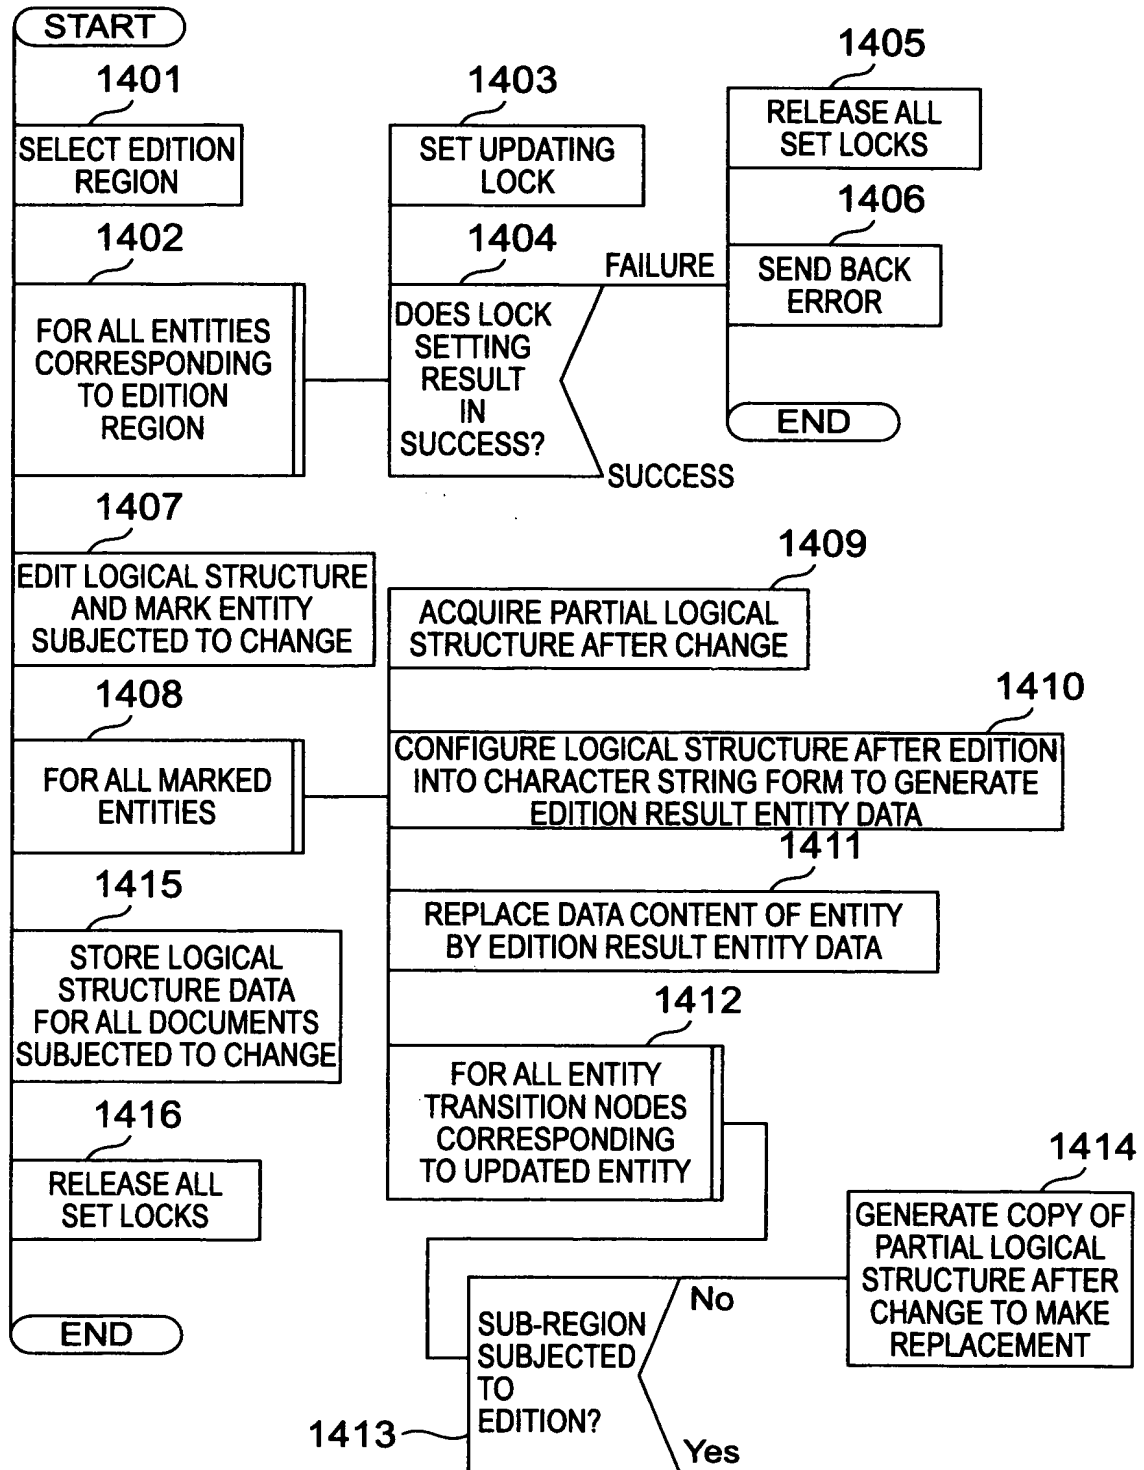 START
1401
SELECT EDITION
REGION
1402
FOR ALL ENTITIES
CORRESPONDING
TO EDITION
REGION
1403
SET UPDATING
LOCK
1404
DOES LOCK
SETTING
RESULT
IN
SUCCESS?
FAILURE
SUCCESS
1405
RELEASE ALL
SET LOCKS
1406
SEND BACK
ERROR
END
1407
EDIT LOGICAL STRUCTURE
AND MARK ENTITY
SUBJECTED TO CHANGE
1408
FOR ALL MARKED
ENTITIES
1409
ACQUIRE PARTIAL LOGICAL
STRUCTURE AFTER CHANGE
1410
CONFIGURE LOGICAL STRUCTURE AFTER EDITION
INTO CHARACTER STRING FORM TO GENERATE
EDITION RESULT ENTITY DATA
1411
REPLACE DATA CONTENT OF ENTITY
BY EDITION RESULT ENTITY DATA
1412
FOR ALL ENTITY
TRANSITION NODES
CORRESPONDING
TO UPDATED ENTITY
1413
SUB-REGION
SUBJECTED
TO
EDITION?
No
Yes
1414
GENERATE COPY OF
PARTIAL LOGICAL
STRUCTURE AFTER
CHANGE TO MAKE
REPLACEMENT
1415
STORE LOGICAL
STRUCTURE DATA
FOR ALL DOCUMENTS
SUBJECTED TO CHANGE
1416
RELEASE ALL
SET LOCKS
END